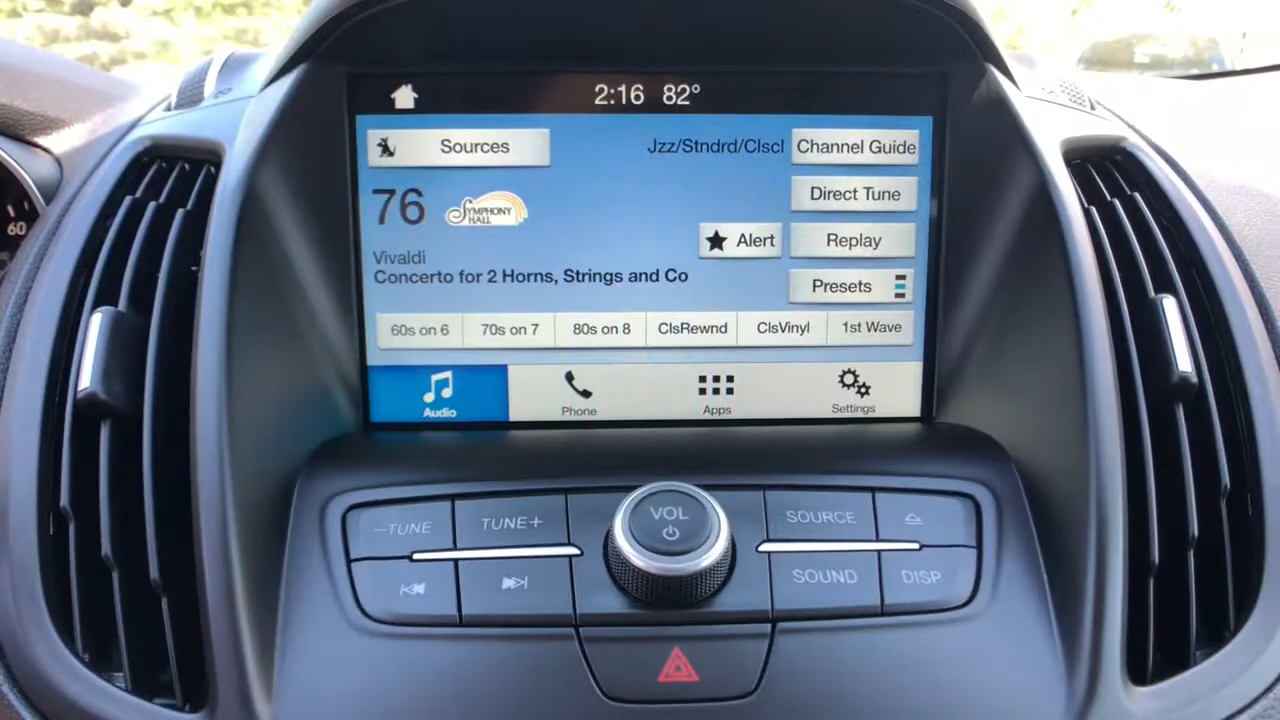 2:16 82°
Sources
Jzz/Stndrd/Clscl
Channel Guide
76
SYMPHONY
HALL
Direct Tune
Alert
Replay
Vivaldi
Concerto for 2 Horns, Strings and Co
Presets
60s on 6
70s on 7
80s on 8
ClsRewnd
ClsVinyl
1st Wave
Audio
Phone
Apps
Settings
60
–TUNE
TUNE+
VOL
SOURCE
SOUND
DISP